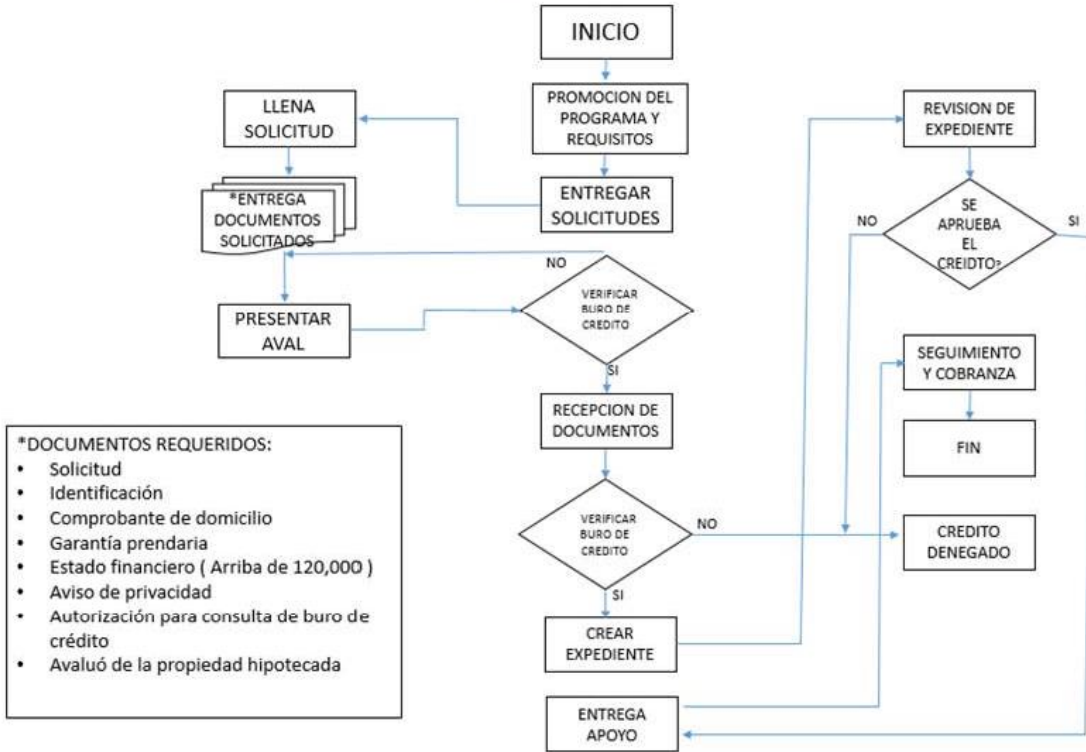 INICIO
PROMOCION DEL
PROGRAMA Y
REQUISITOS
ENTREGAR
SOLICITUDES
LLENA
SOLICITUD
*ENTREGA
DOCUMENTOS
SOLICITADOS
PRESENTAR
AVAL
NO
VERIFICAR
BURO DE
CREDITO
SI
RECEPCION DE
DOCUMENTOS
VERIFICAR
BURO DE
CREDITO
NO
SI
CREAR
EXPEDIENTE
ENTREGA
APOYO
REVISION DE
EXPEDIENTE
NO
SE
APRUEBA
EL
CREIDTO?
SI
SEGUIMIENTO
Y COBRANZA
FIN
CREDITO
DENEGADO
*DOCUMENTOS REQUERIDOS:
• Solicitud
• Identificación
• Comprobante de domicilio
• Garantía prendaria
• Estado financiero ( Arriba de 120,000 )
• Aviso de privacidad
• Autorización para consulta de buro de
crédito
• Avaluó de la propiedad hipotecada